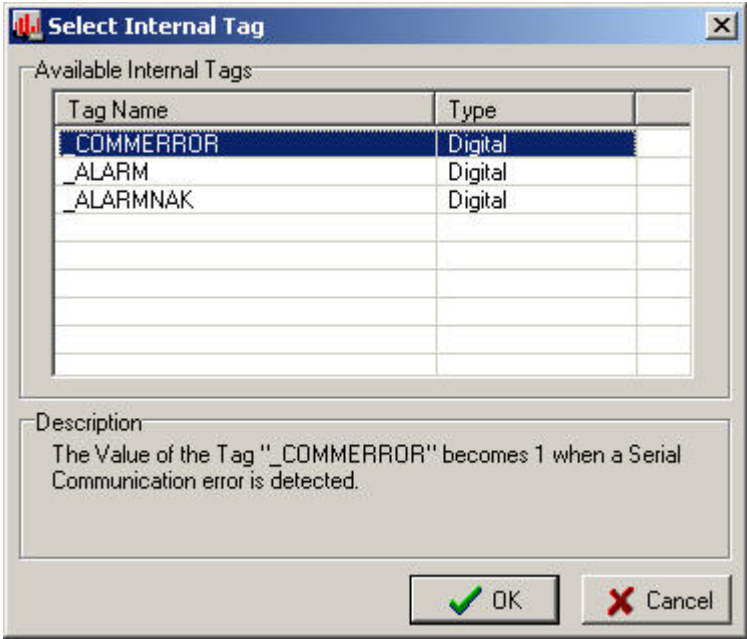 Select Internal Tag
Available Internal Tags
Tag Name Type
_COMMERROR Digital
_ALARM Digital
_ALARMNAK Digital
Description
The Value of the Tag "_COMMERROR" becomes 1 when a Serial
Communication error is detected.
OK Cancel